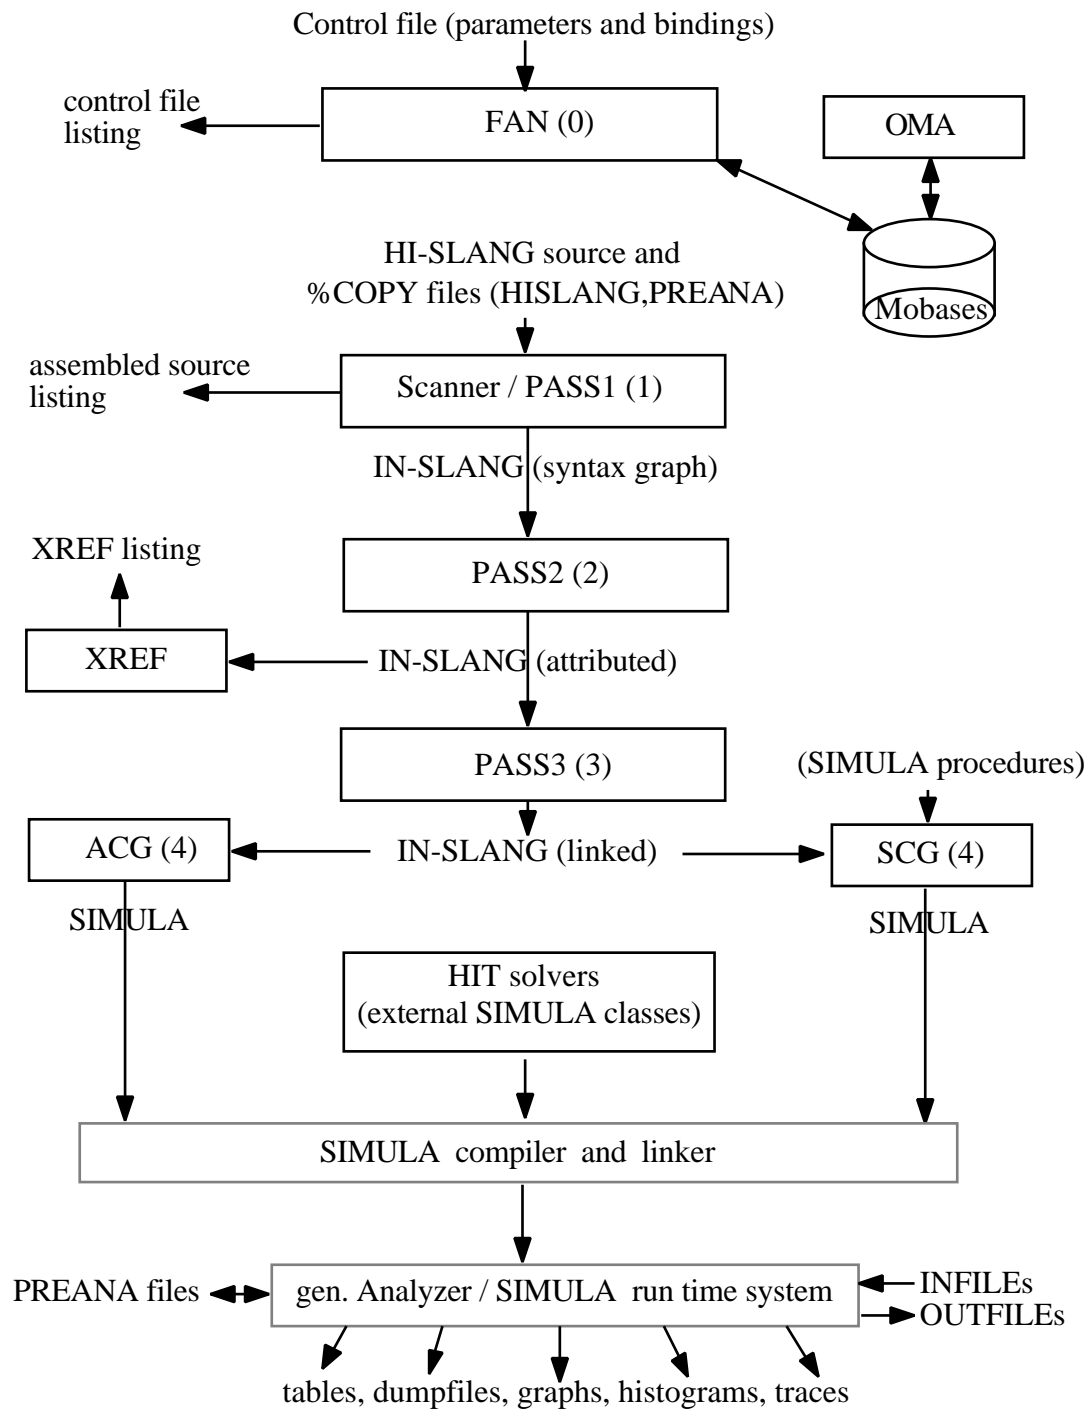 Control file (parameters and bindings)
control file
listing
FAN (0)
OMA
HI-SLANG source and
%COPY files (HISLANG,PREANA)
Mobases
assembled source
listing
Scanner / PASS1 (1)
IN-SLANG (syntax graph)
XREF listing
PASS2 (2)
XREF
IN-SLANG (attributed)
PASS3 (3)
(SIMULA procedures)
ACG (4)
IN-SLANG (linked)
SCG (4)
SIMULA
SIMULA
HIT solvers
(external SIMULA classes)
SIMULA compiler and linker
PREANA files
gen. Analyzer / SIMULA run time system
INFILEs
OUTFILEs
tables, dumpfiles, graphs, histograms, traces